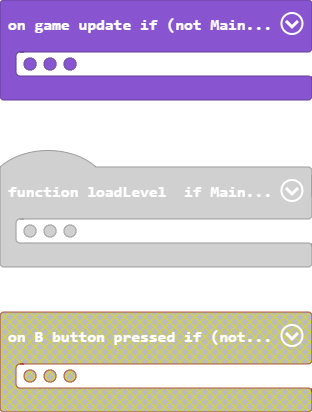 on game update if (not Main...
function loadLevel  if Main...
on B button pressed if (not...